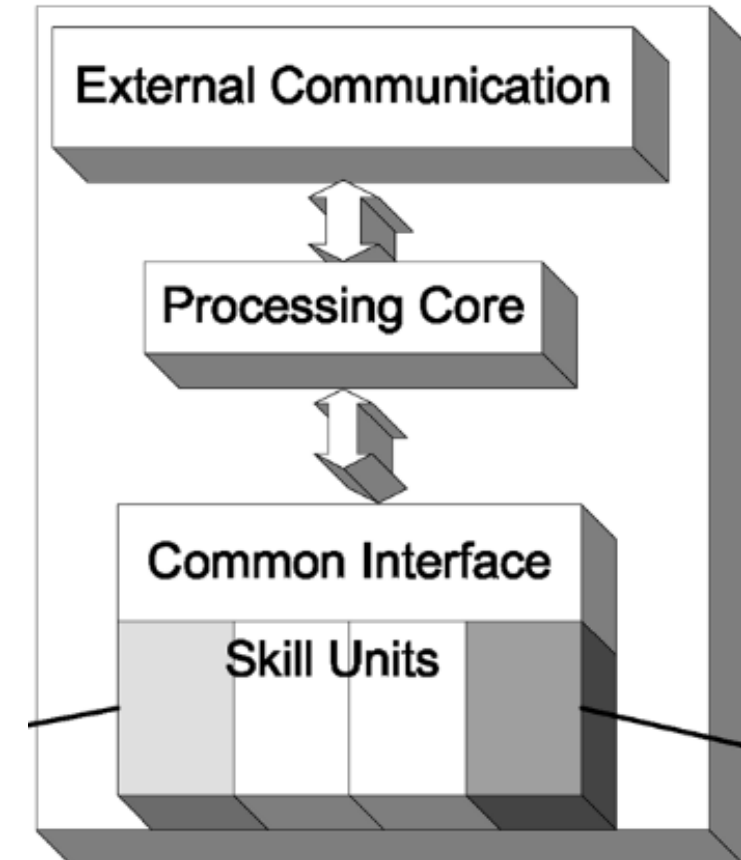 External Communication
Processing Core
Common Interface
Skill Units